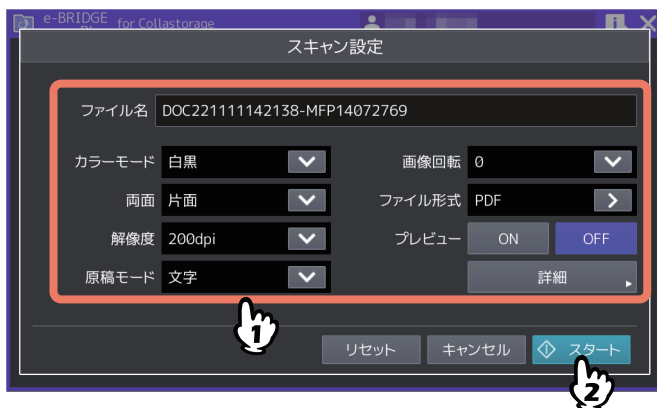 e-BRIDGE
for Collastorage
スキャン設定
ファイル名 DOC221111142138-MFP14072769
カラーモード 白黒 画像回転 0
両面 片面 ファイル形式 PDF
解像度 200dpi プレビュー ON OFF
原稿モード 文字 詳細
1
リセット キャンセル スタート
2